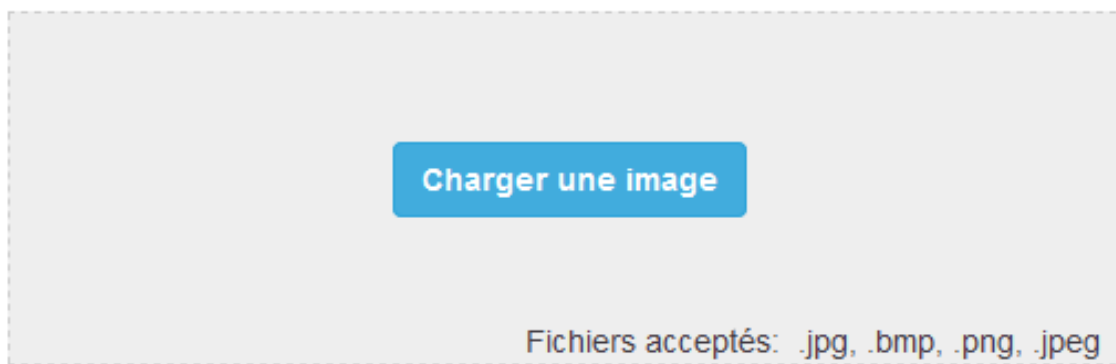 Charger une image
Fichiers acceptés: .jpg, .bmp, .png, .jpeg